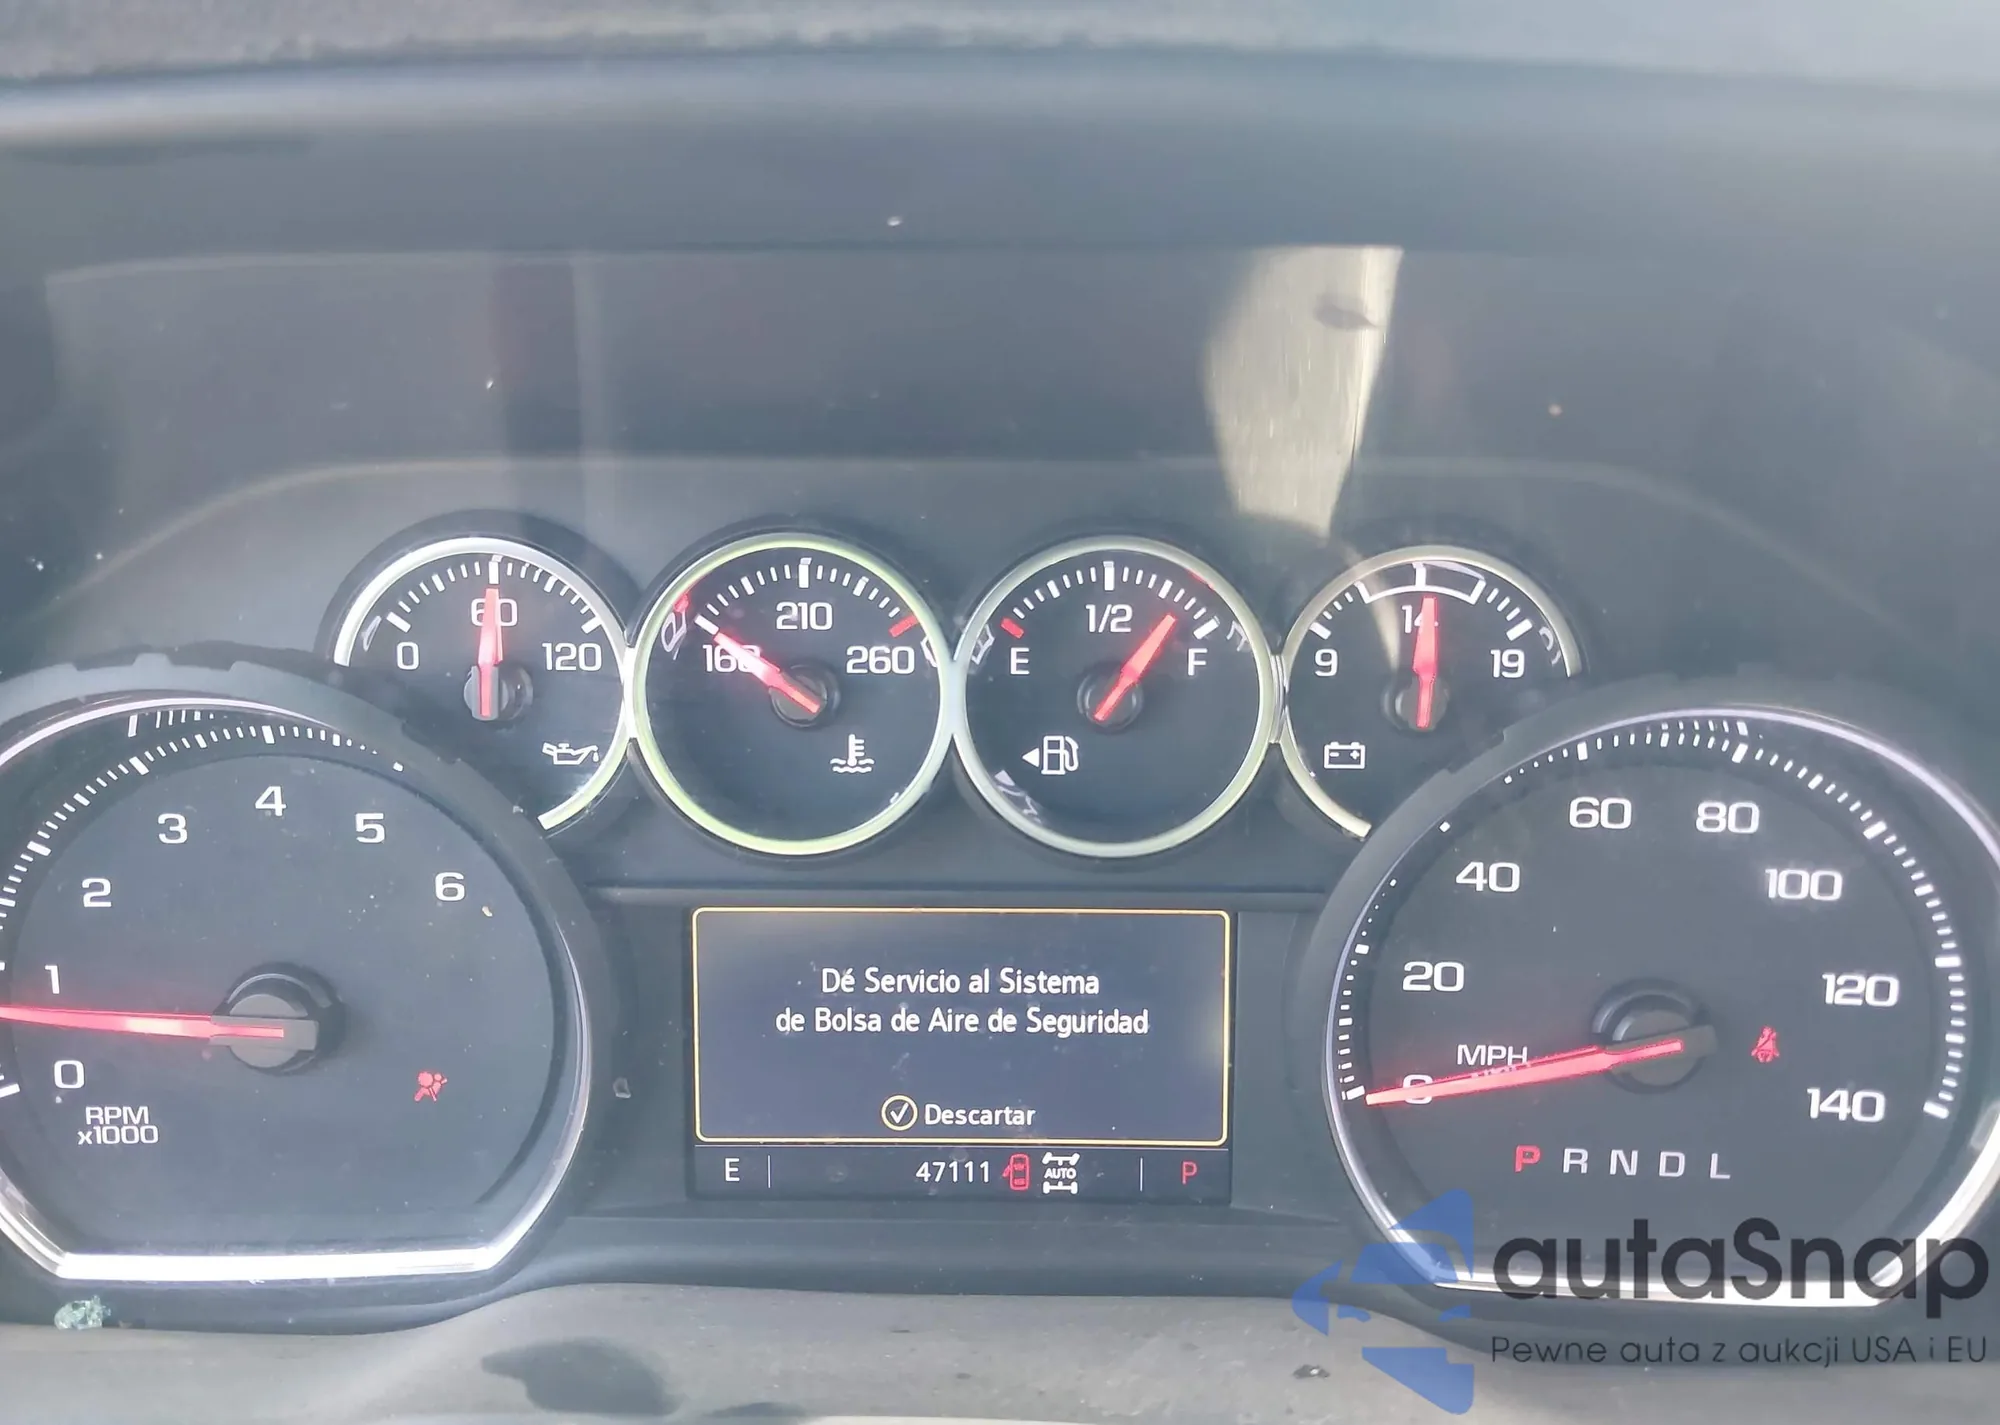 0 60 120
160 210 260
E 1/2 F
9 14 19
0 1 2 3 4 5 6
RPM
x1000
Dé Servicio al Sistema
de Bolsa de Aire de Seguridad
Descartar
E 47111 AUTO P
0 20 40 60 80 100 120 140
MPH
P R N D L
autaSnap
Pewne auta z aukcji USA i EU